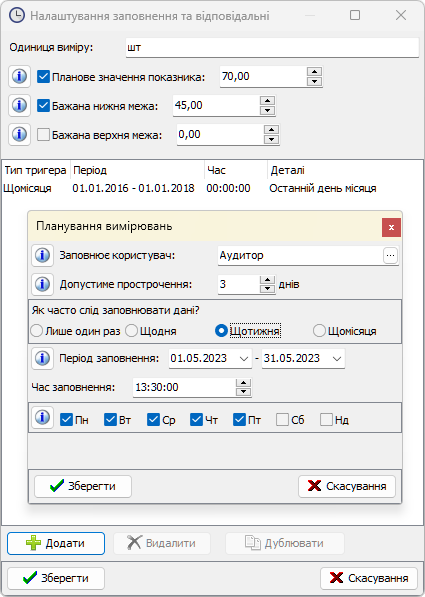 Налаштування заповнення та відповідальні
Одиниця виміру: шт
Планове значення показника: 70,00
Бажана нижня межа: 45,00
Бажана верхня межа: 0,00
Тип тригера Період Час Деталі
Щомісяця 01.01.2016 - 01.01.2018 00:00:00 Останній день місяця
Планування вимірювань x
Заповнює користувач: Аудитор ...
Допустиме прострочення: 3 днів
Як часто слід заповнювати дані?
Лише один раз Щодня Щотижня Щомісяця
Період заповнення: 01.05.2023 - 31.05.2023
Час заповнення: 13:30:00
Пн Вт Ср Чт Пт Сб Нд
Зберегти Скасування
Додати Видалити Дублювати
Зберегти Скасування